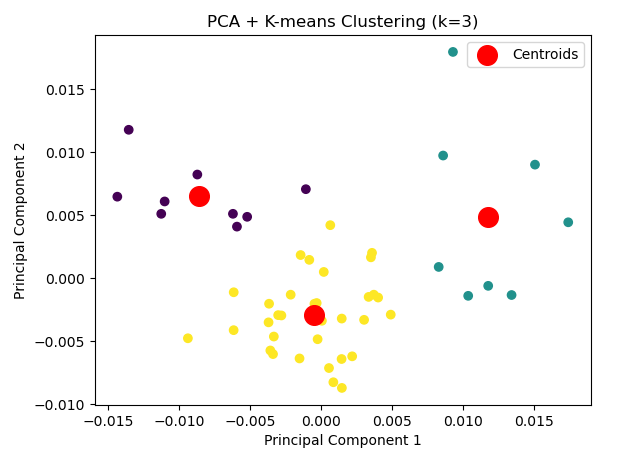 PCA + K-means Clustering (k=3)
Centroids
0.015
0.010
0.005
0.000
−0.005
−0.010
Principal Component 2
−0.015 −0.010 −0.005 0.000 0.005 0.010 0.015
Principal Component 1